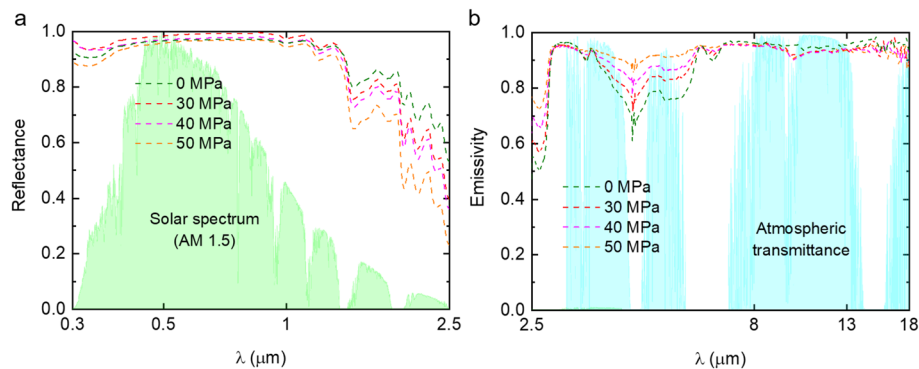 a
1.0
0.8
0.6
0.4
0.2
0.0
Reflectance
0 MPa
30 MPa
40 MPa
50 MPa
Solar spectrum
(AM 1.5)
0.3
0.5
1
2.5
λ (μm)
b
1.0
0.8
0.6
0.4
0.2
0.0
Emissivity
0 MPa
30 MPa
40 MPa
50 MPa
Atmospheric
transmittance
2.5
8
13
18
λ (μm)